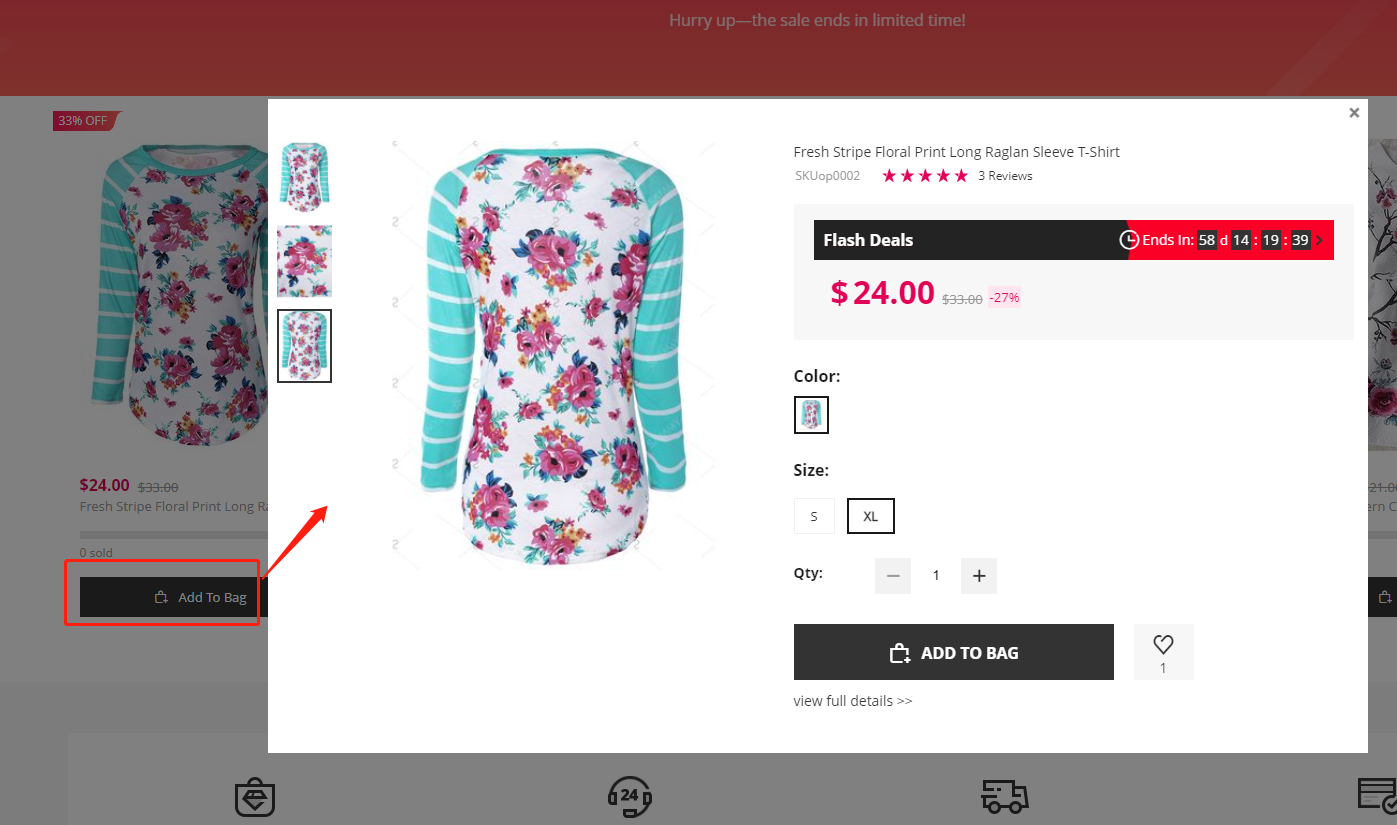 Hurry up—the sale ends in limited time!
33% OFF
$24.00 $33.00
Fresh Stripe Floral Print Long Ra
0 sold
Add To Bag
×
Fresh Stripe Floral Print Long Raglan Sleeve T-Shirt
SKUop0002 3 Reviews
Flash Deals Ends In: 58 d 14 : 19 : 39 >
$24.00 $33.00 -27%
Color:
Size:
S XL
Qty: — 1 +
ADD TO BAG
1
view full details >>
24